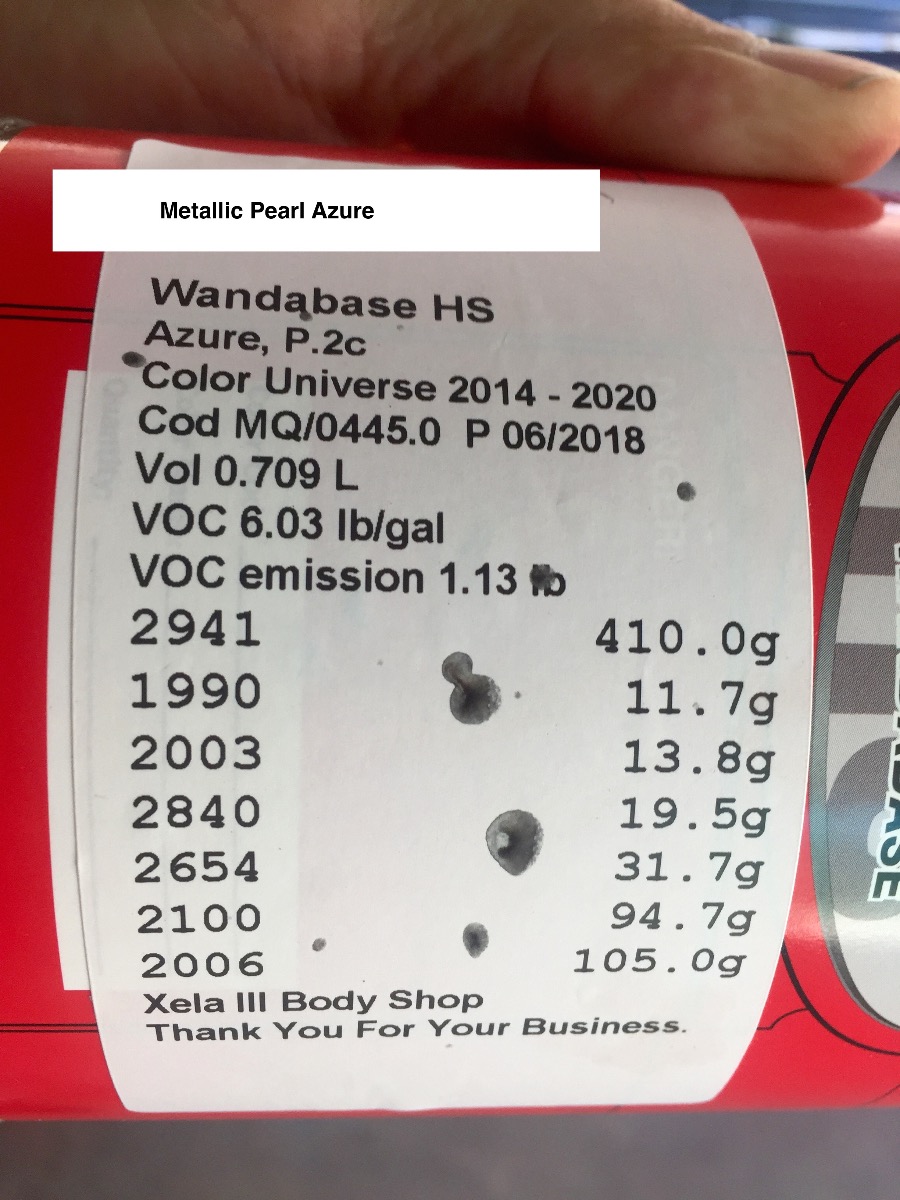 Metallic Pearl Azure
Wandabase HS
Azure, P.2c
Color Universe 2014 - 2020
Cod MQ/0445.0 P 06/2018
Vol 0.709 L
VOC 6.03 lb/gal
VOC emission 1.13 lb
2941 410.0g
1990 11.7g
2003 13.8g
2840 19.5g
2654 31.7g
2100 94.7g
2006 105.0g
Xela III Body Shop
Thank You For Your Business.
Quantity